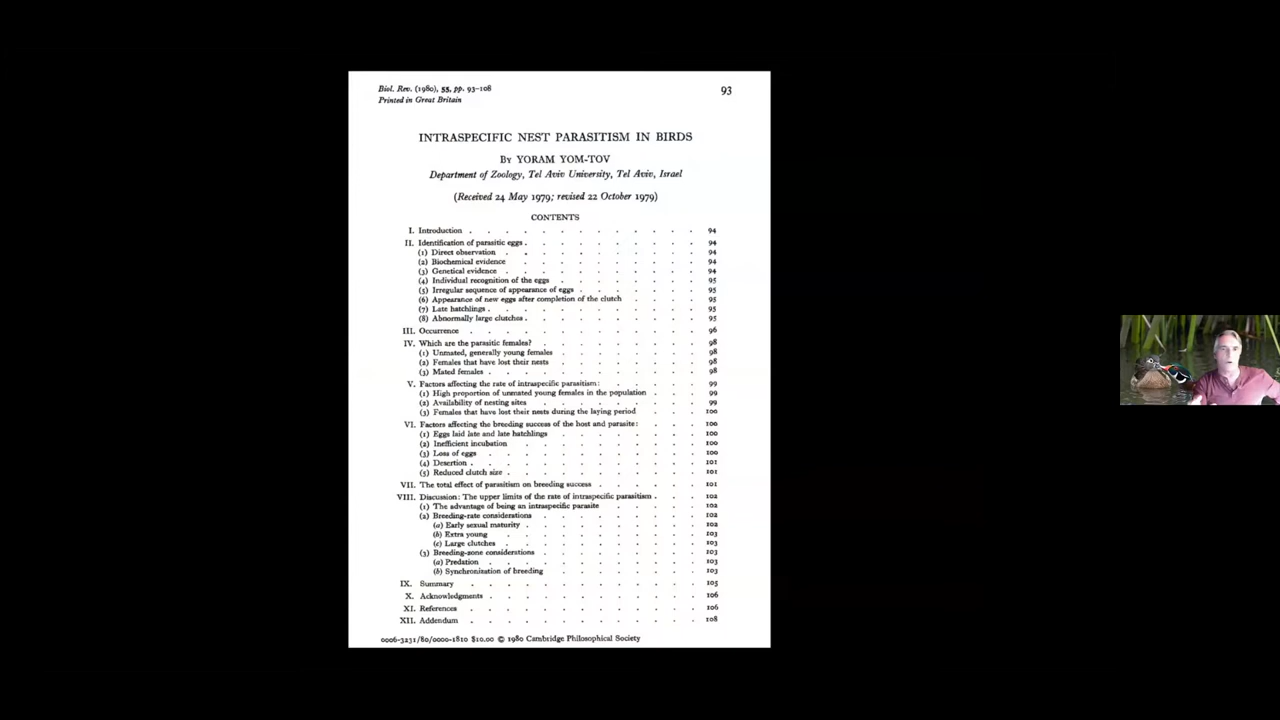 Biol. Rev. (1980), 55, pp. 93-108
93
Printed in Great Britain
INTRASPECIFIC NEST PARASITISM IN BIRDS
By YORAM YOM-TOV
Department of Zoology, Tel Aviv University, Tel Aviv, Israel
(Received 24 May 1979; revised 22 October 1979)
CONTENTS
I. Introduction . . . . . . . . . . . . . 94
II. Identification of parasitic eggs . . . . . . . . . . 94
(1) Direct observation . . . . . . . . . . . 94
(2) Biochemical evidence . . . . . . . . . . 94
(3) Genetical evidence . . . . . . . . . . . 94
(4) Individual recognition of the eggs . . . . . . . . 95
(5) Irregular sequence of appearance of eggs . . . . . . . 95
(6) Appearance of new eggs after completion of the clutch . . . . 95
(7) Late hatchlings . . . . . . . . . . . . 95
(8) Abnormally large clutches . . . . . . . . . . 95
III. Occurrence . . . . . . . . . . . . . 96
IV. Which are the parasitic females? . . . . . . . . . 98
(1) Unmated, generally young females . . . . . . . . 98
(2) Females that have lost their nests . . . . . . . . 98
(3) Mated females . . . . . . . . . . . . 98
V. Factors affecting the rate of intraspecific parasitism: . . . . . 99
(1) High proportion of unmated young females in the population . . . 99
(2) Availability of nesting sites . . . . . . . . . 99
(3) Females that have lost their nests during the laying period . . . 100
VI. Factors affecting the breeding success of the host and parasite: . . . . 100
(1) Eggs laid late and late hatchlings . . . . . . . . 100
(2) Inefficient incubation . . . . . . . . . . 100
(3) Loss of eggs . . . . . . . . . . . . 100
(4) Desertion . . . . . . . . . . . . . 101
(5) Reduced clutch size . . . . . . . . . . . 101
VII. The total effect of parasitism on breeding success . . . . . . 101
VIII. Discussion: The upper limits of the rate of intraspecific parasitism . . . 102
(1) The advantage of being an intraspecific parasite . . . . . . 102
(2) Breeding-rate considerations . . . . . . . . . 102
(a) Early sexual maturity . . . . . . . . . . 102
(b) Extra young . . . . . . . . . . . . 103
(c) Large clutches . . . . . . . . . . . 103
(3) Breeding-zone considerations . . . . . . . . . 103
(a) Predation . . . . . . . . . . . . 103
(b) Synchronisation of breeding . . . . . . . . 103
IX. Summary . . . . . . . . . . . . . 105
X. Acknowledgments . . . . . . . . . . . . 106
XI. References . . . . . . . . . . . . . 106
XII. Addendum . . . . . . . . . . . . . 108
0006-3231/80/0000-1810 $10.00 © 1980 Cambridge Philosophical Society